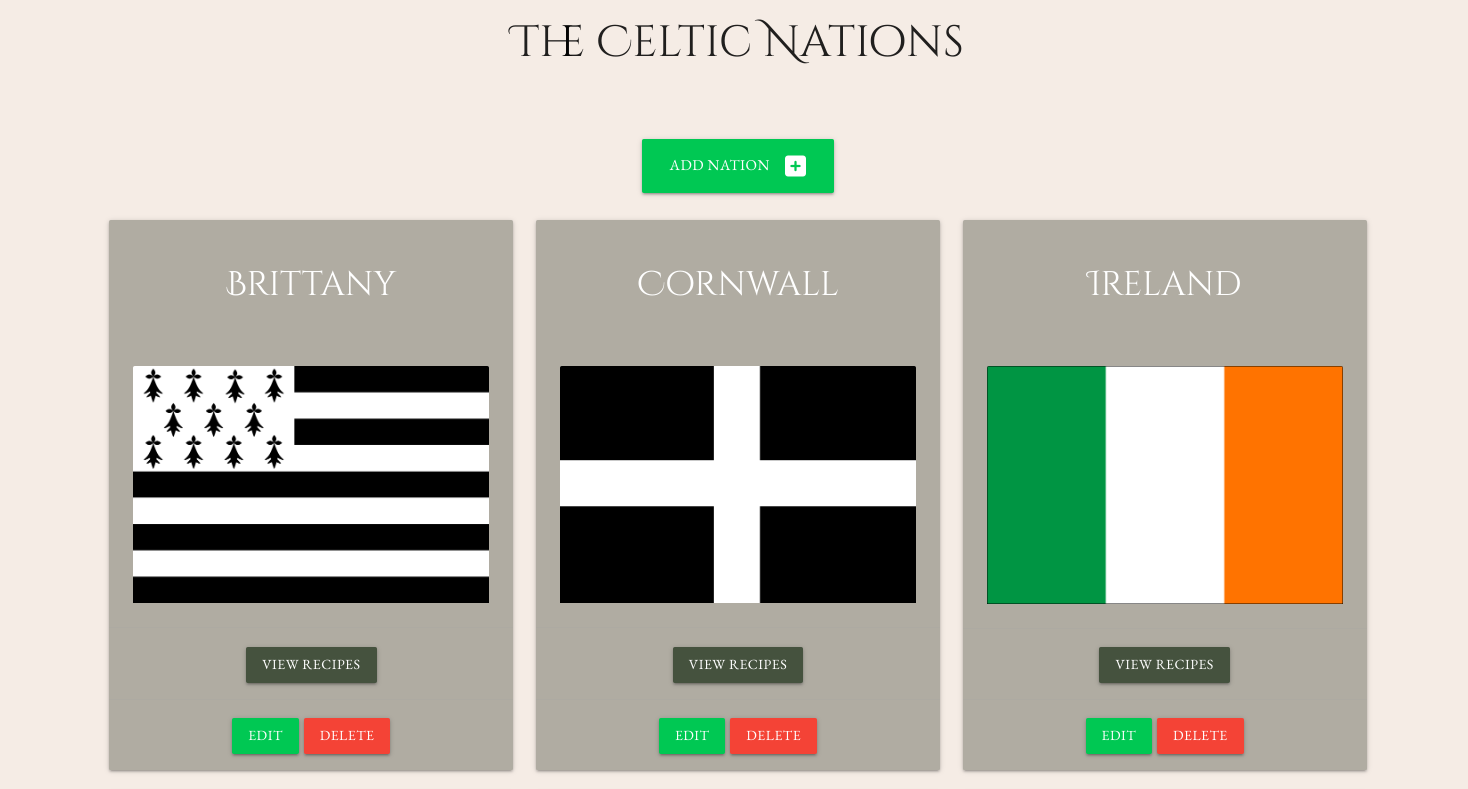 The Celtic Nations
ADD NATION
Brittany
Cornwall
Ireland
VIEW RECIPES
VIEW RECIPES
VIEW RECIPES
EDIT DELETE
EDIT DELETE
EDIT DELETE